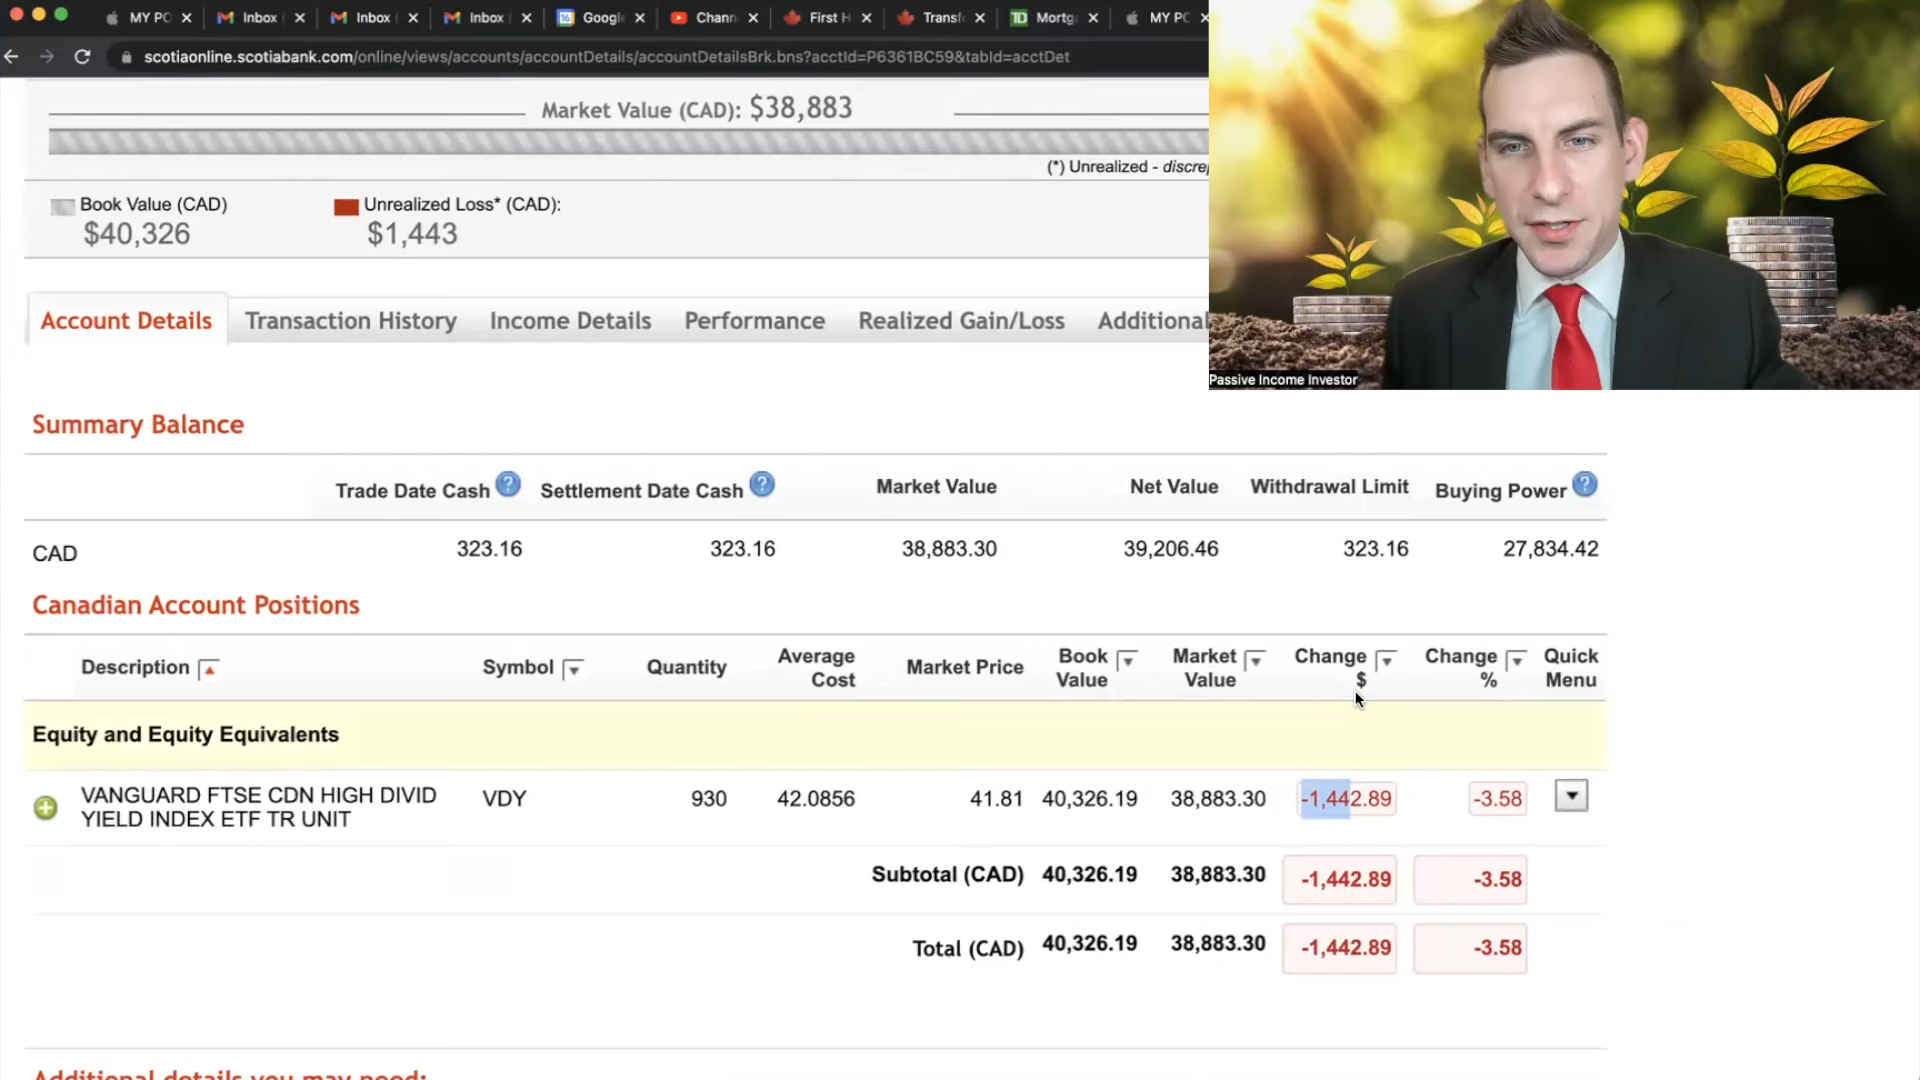 MY PC Inbox Inbox Inbox 16 Google Chann First H Transf TD Mortg MY PC
scotiaonline.scotiabank.com/online/views/accounts/accountDetails/accountDetailsBrk.bns?acctId=P6361BC59&tabId=acctDet
Market Value (CAD): $38,883
(*) Unrealized - discre
Book Value (CAD) Unrealized Loss* (CAD):
$40,326 $1,443
Passive Income Investor
Account Details Transaction History Income Details Performance Realized Gain/Loss Additional
Summary Balance
Trade Date Cash ? Settlement Date Cash ? Market Value Net Value Withdrawal Limit Buying Power ?
CAD 323.16 323.16 38,883.30 39,206.46 323.16 27,834.42
Canadian Account Positions
Description Symbol Quantity Average Cost Market Price Book Value Market Value Change $ Change % Quick Menu
Equity and Equity Equivalents
VANGUARD FTSE CDN HIGH DIVID VDY 930 42.0856 41.81 40,326.19 38,883.30 -1,442.89 -3.58
YIELD INDEX ETF TR UNIT
Subtotal (CAD) 40,326.19 38,883.30 -1,442.89 -3.58
Total (CAD) 40,326.19 38,883.30 -1,442.89 -3.58
Additional details you may need: